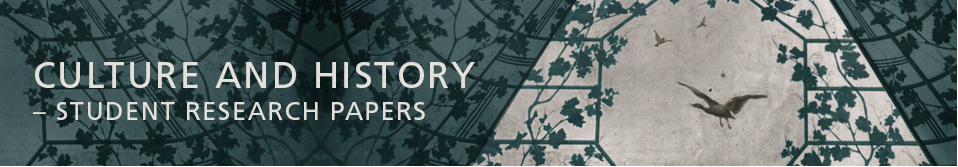 CULTURE AND HISTORY
– STUDENT RESEARCH PAPERS